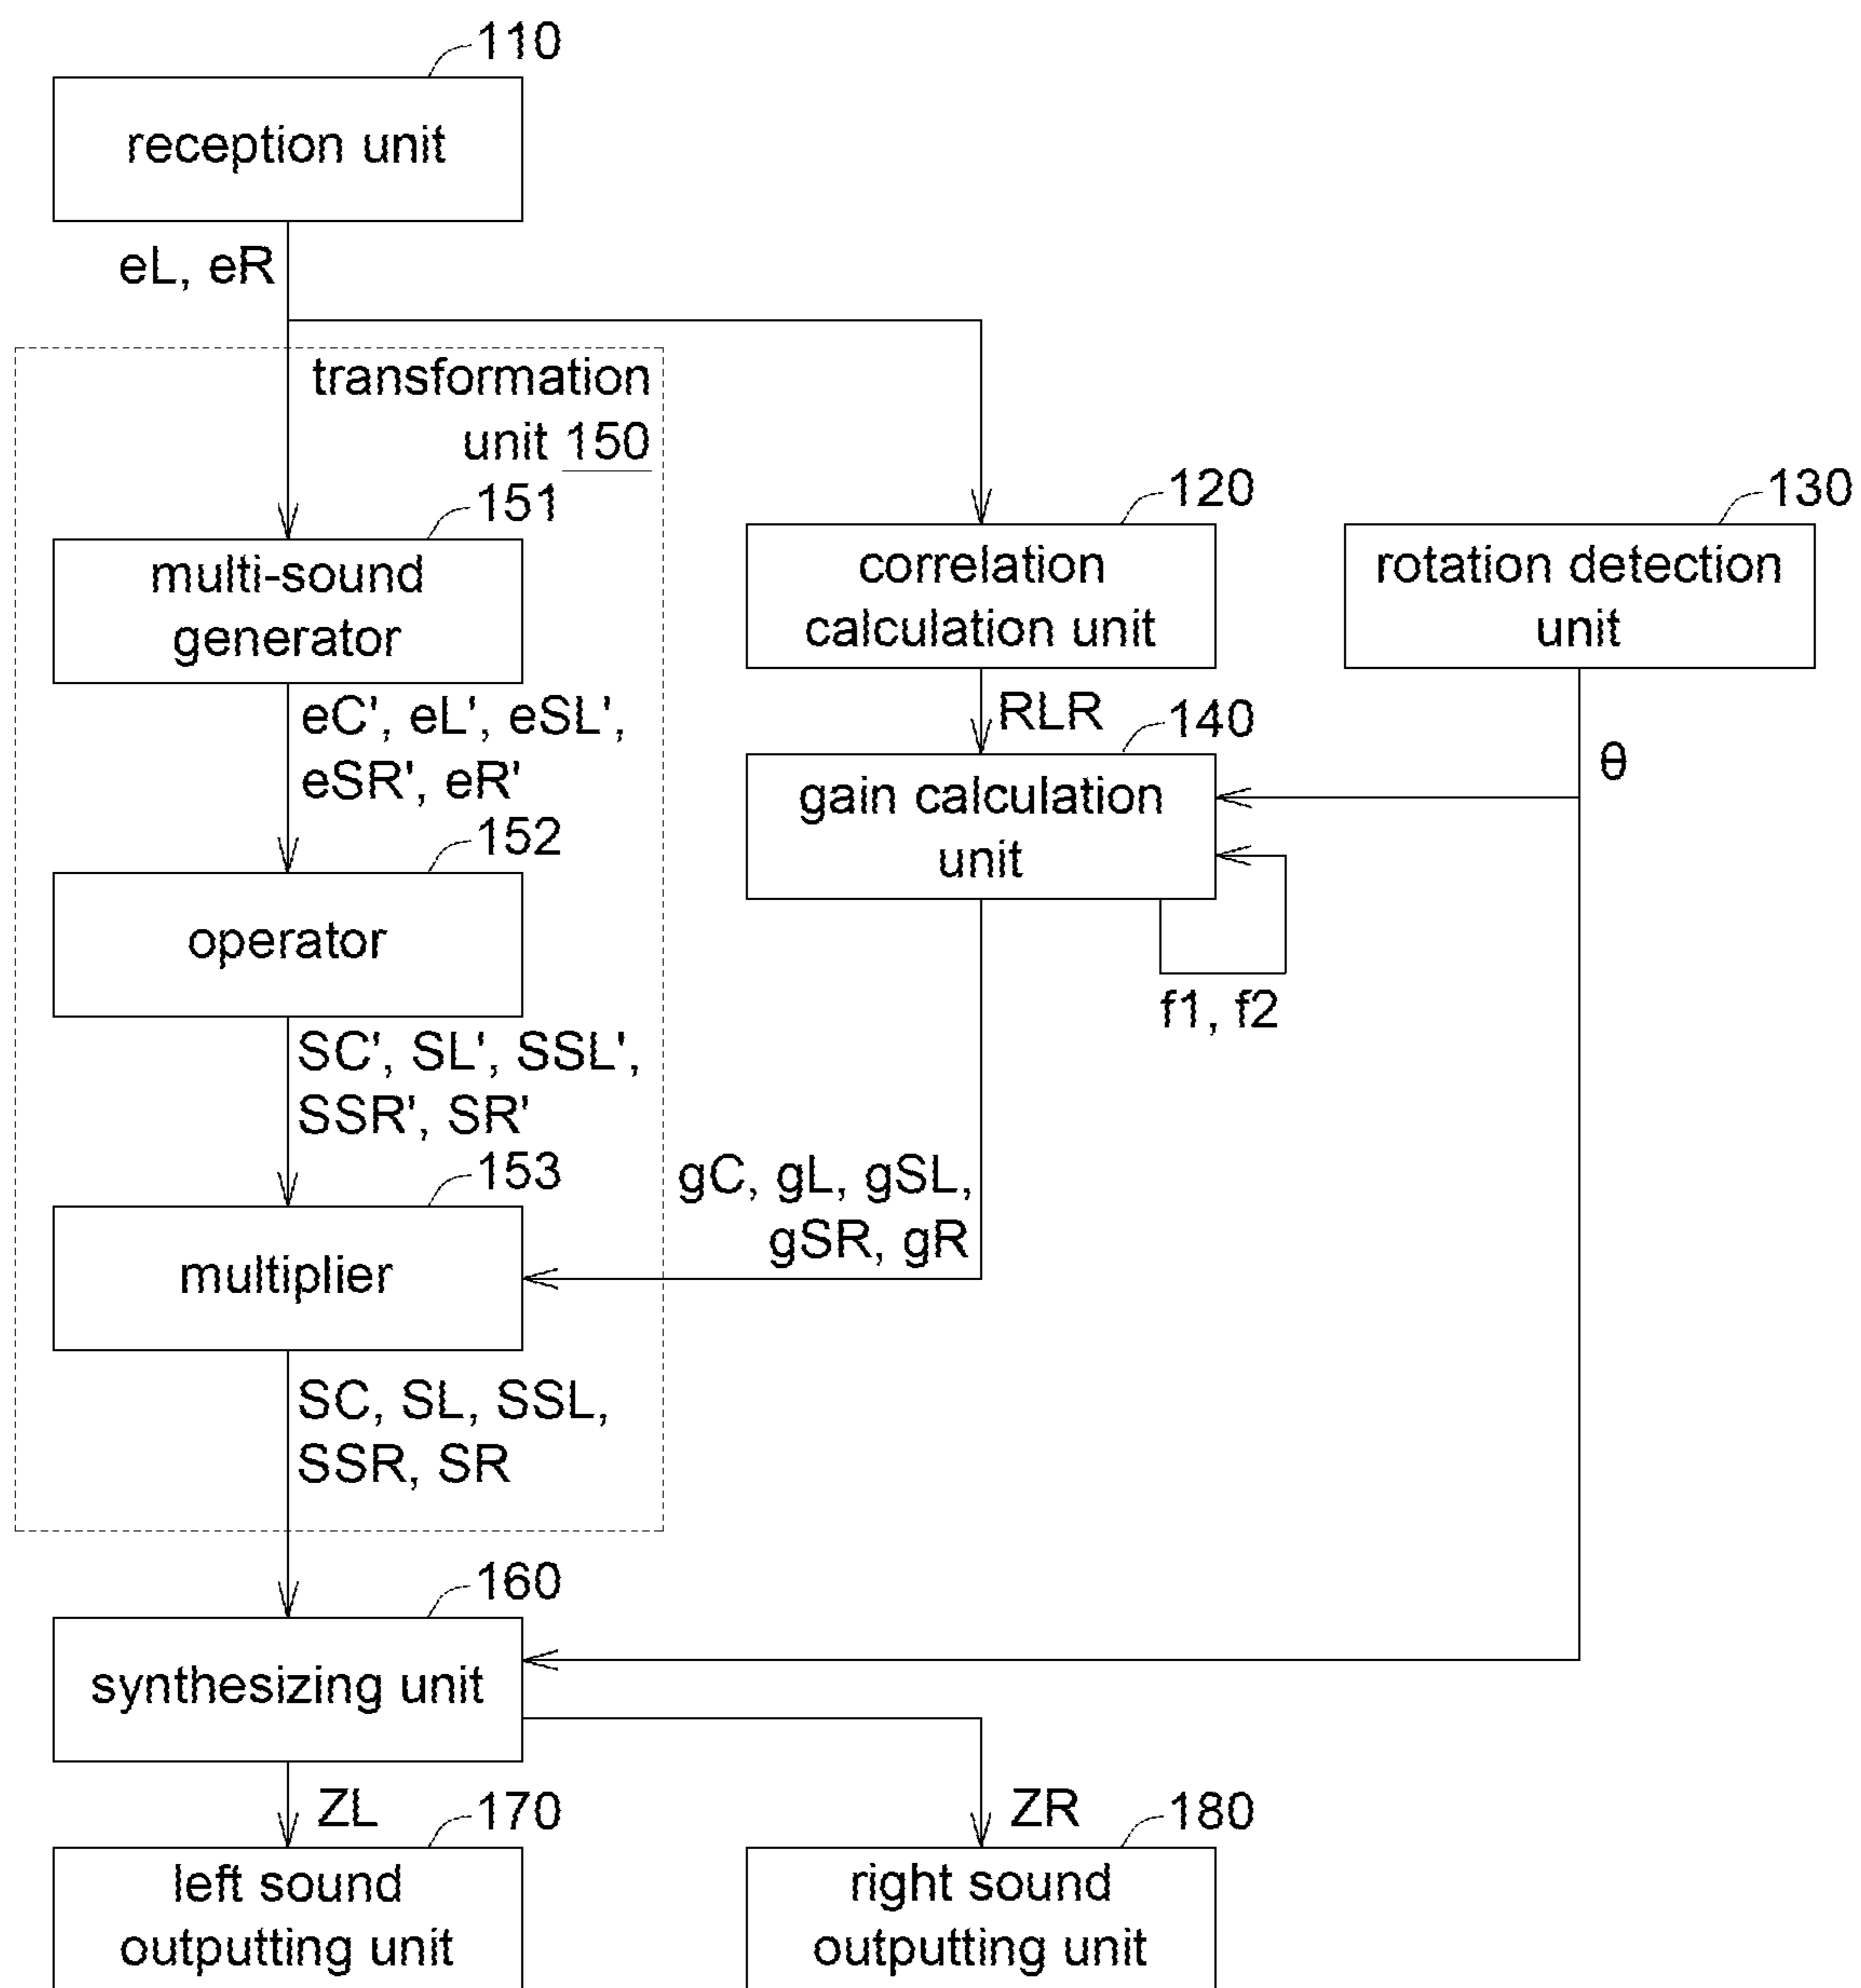 110
reception unit
eL, eR
transformation
unit 150
151
multi-sound
generator
120
correlation
calculation unit
130
rotation detection
unit
eC', eL', eSL',
eSR', eR'
RLR
140
gain calculation
unit
θ
f1, f2
152
operator
SC', SL', SSL',
SSR', SR'
153
multiplier
gC, gL, gSL,
gSR, gR
SC, SL, SSL,
SSR, SR
160
synthesizing unit
ZL
170
left sound
outputting unit
ZR
180
right sound
outputting unit